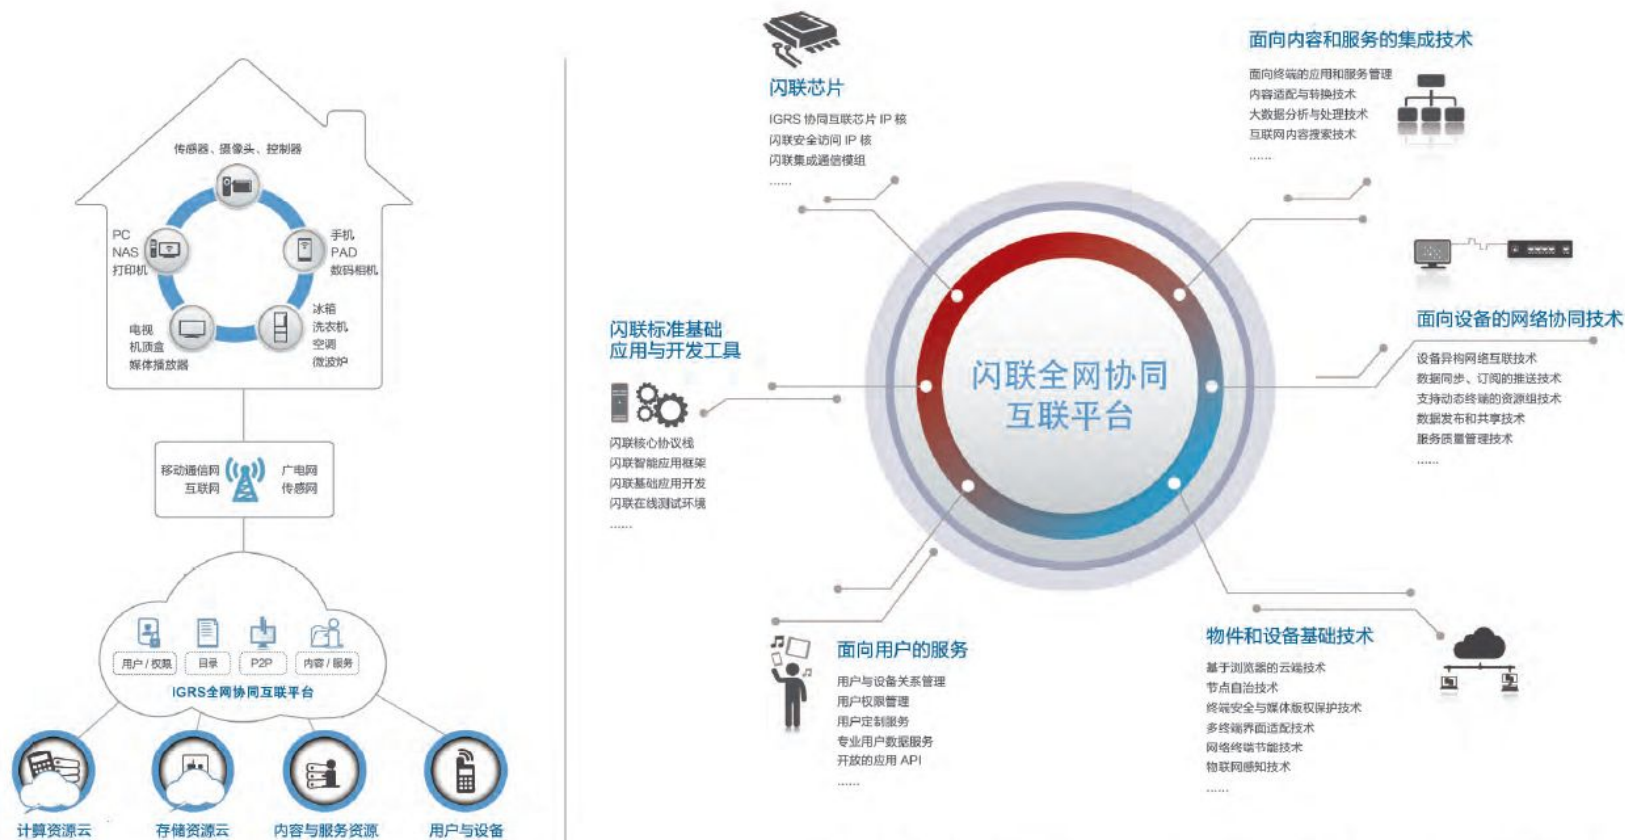 传感器、摄像头、控制器
PC
NAS
打印机
手机
PAD
数码相机
电视
机顶盒
媒体播放器
冰箱
洗衣机
空调
微波炉
移动通信网
互联网
广电网
传感网
用户 / 权限
目录
P2P
内容 / 服务
IGRS全网协同互联平台
计算资源云
存储资源云
内容与服务资源
用户与设备
闪联芯片
IGRS 协同互联芯片 IP 核
闪联安全访问 IP 核
闪联集成通信模组
......
闪联标准基础
应用与开发工具
闪联核心协议栈
闪联智能应用框架
闪联基础应用开发
闪联在线测试环境
......
面向用户的服务
用户与设备关系管理
用户权限管理
用户定制服务
专业用户数据服务
开放的应用 API
......
闪联全网协同
互联平台
面向内容和服务的集成技术
面向终端的应用和服务管理
内容适配与转换技术
大数据分析与处理技术
互联网内容搜索技术
......
面向设备的网络协同技术
设备异构网络互联技术
数据同步、订阅的推送技术
支持动态终端的资源组技术
数据发布和共享技术
服务质量管理技术
......
物件和设备基础技术
基于浏览器的云端技术
节点自治技术
终端安全与媒体版权保护技术
多终端界面适配技术
网络终端节能技术
物联网感知技术
......